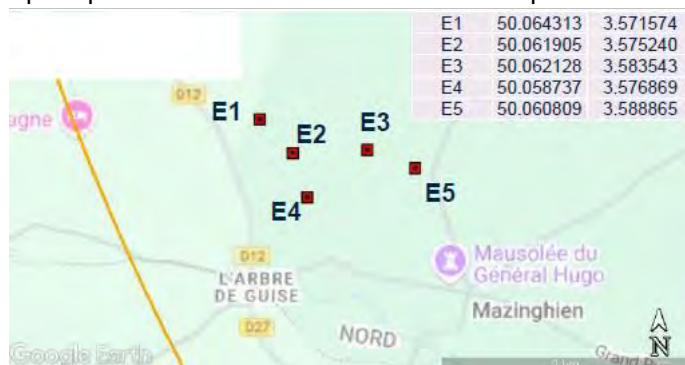 E1 50.064313 3.571574
E2 50.061905 3.575240
E3 50.062128 3.583543
E4 50.058737 3.576869
E5 50.060809 3.588865
D12
agne
E1
E2
E3
E4
E5
D12
L'ARBRE
DE GUISE
Mausolée du
Général Hugo
Mazinghien
D27
NORD
N
Google Earth